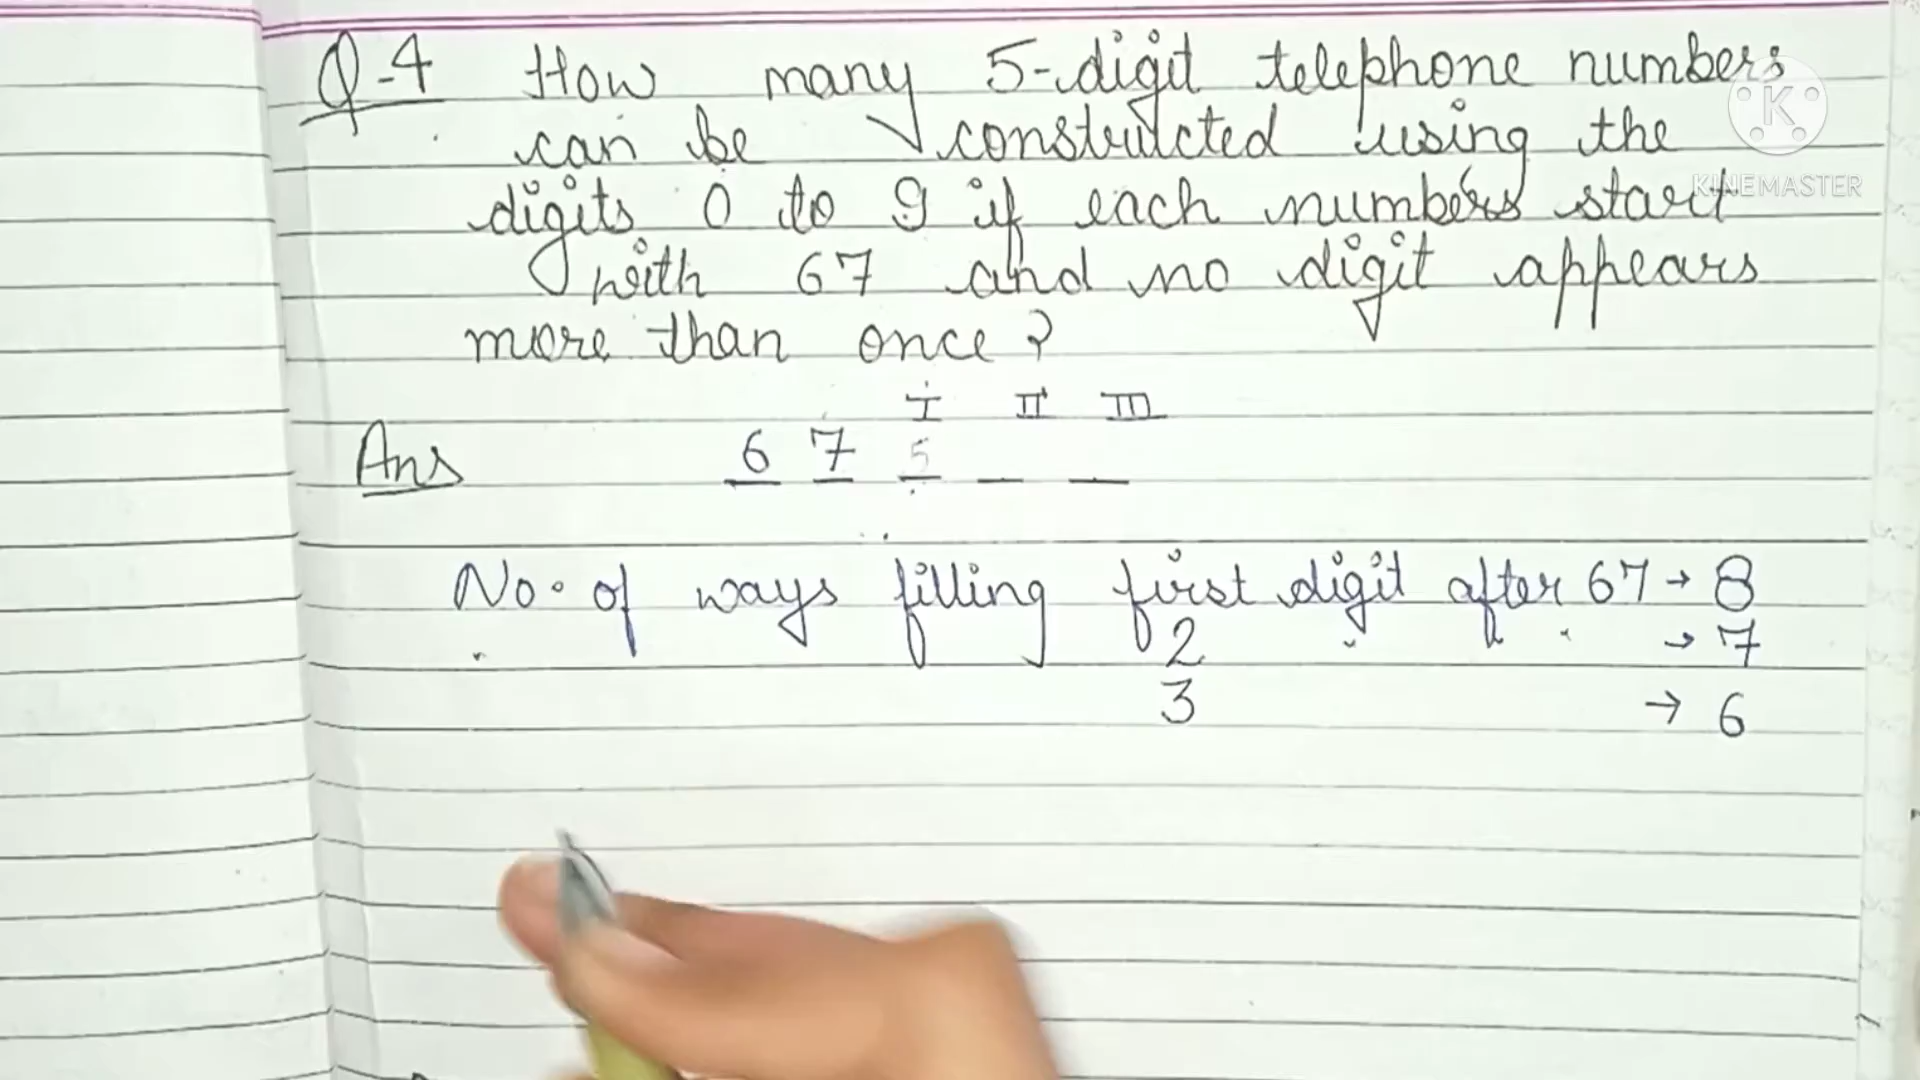 Q-4 How many 5-digit telephone numbers
can be constructed using the
digits 0 to 9 if each numbers start
with 67 and no digit appears
more than once?
I II III
Ans 6 7 5 _ _
No. of ways filling first digit after 67 → 8
2 " " " → 7
3 → 6
K
KINEMASTER